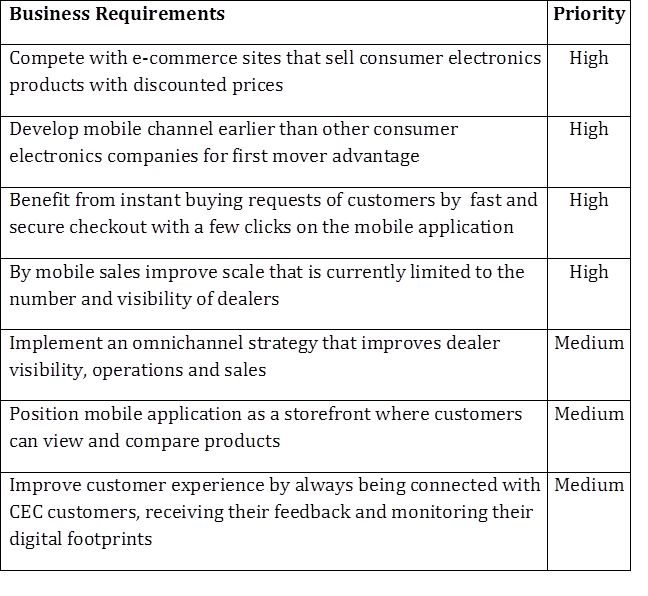 Business Requirements Priority
Compete with e-commerce sites that sell consumer electronics High
products with discounted prices
Develop mobile channel earlier than other consumer High
electronics companies for first mover advantage
Benefit from instant buying requests of customers by fast and High
secure checkout with a few clicks on the mobile application
By mobile sales improve scale that is currently limited to the High
number and visibility of dealers
Implement an omnichannel strategy that improves dealer Medium
visibility, operations and sales
Position mobile application as a storefront where customers Medium
can view and compare products
Improve customer experience by always being connected with Medium
CEC customers, receiving their feedback and monitoring their
digital footprints